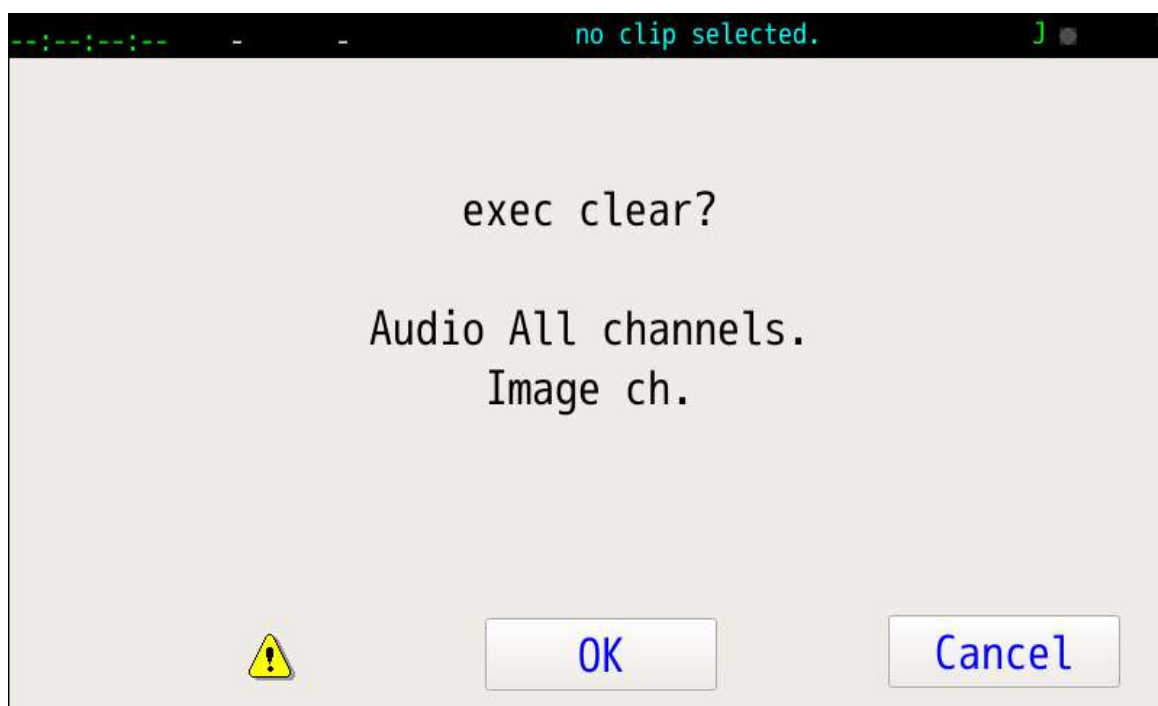 --:--:--:-- - - no clip selected. J
exec clear?
Audio All channels.
Image ch.
OK Cancel